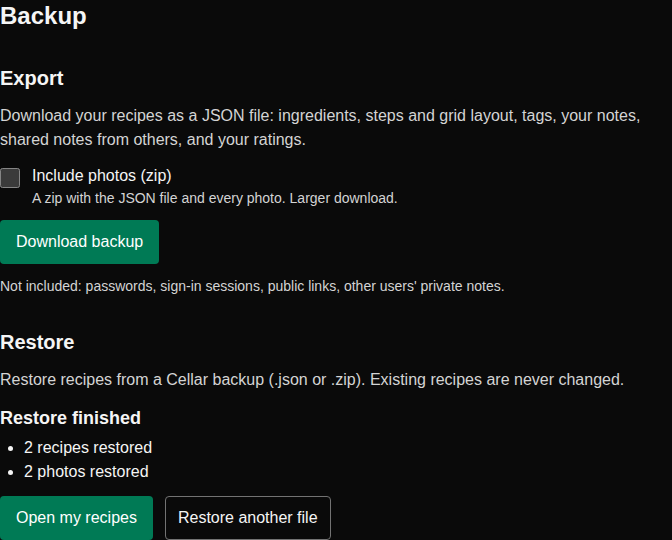 Backup
Export
Download your recipes as a JSON file: ingredients, steps and grid layout, tags, your notes,
shared notes from others, and your ratings.
Include photos (zip)
A zip with the JSON file and every photo. Larger download.
Download backup
Not included: passwords, sign-in sessions, public links, other users' private notes.
Restore
Restore recipes from a Cellar backup (.json or .zip). Existing recipes are never changed.
Restore finished
• 2 recipes restored
• 2 photos restored
Open my recipes Restore another file